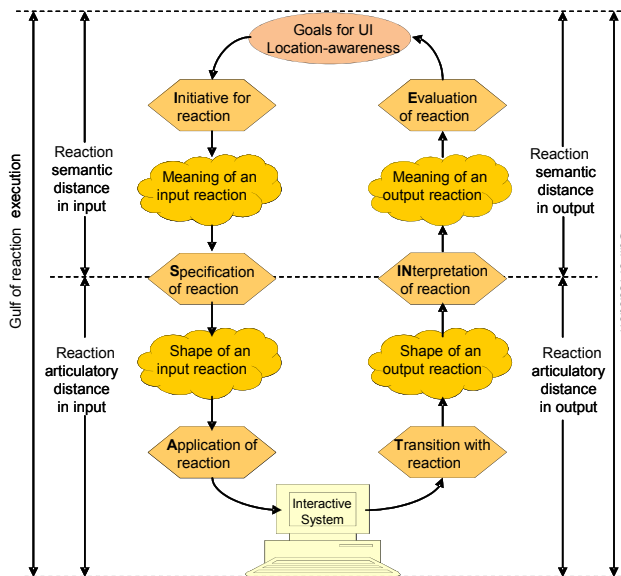 Goals for UI
Location-awareness
Initiative for
reaction
Evaluation
of reaction
Reaction
semantic
distance
in input
Meaning of an
input reaction
Meaning of an
output reaction
Reaction
semantic
distance
in output
Gulf of reaction execution
Specification
of reaction
INterpretation
of reaction
Reaction
articulatory
distance
in input
Shape of an
input reaction
Shape of an
output reaction
Reaction
articulatory
distance
in output
Application of
reaction
Transition with
reaction
Interactive
System